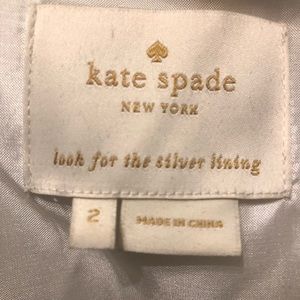 kate spade
NEW YORK
look for the silver lining
2
MADE IN CHINA